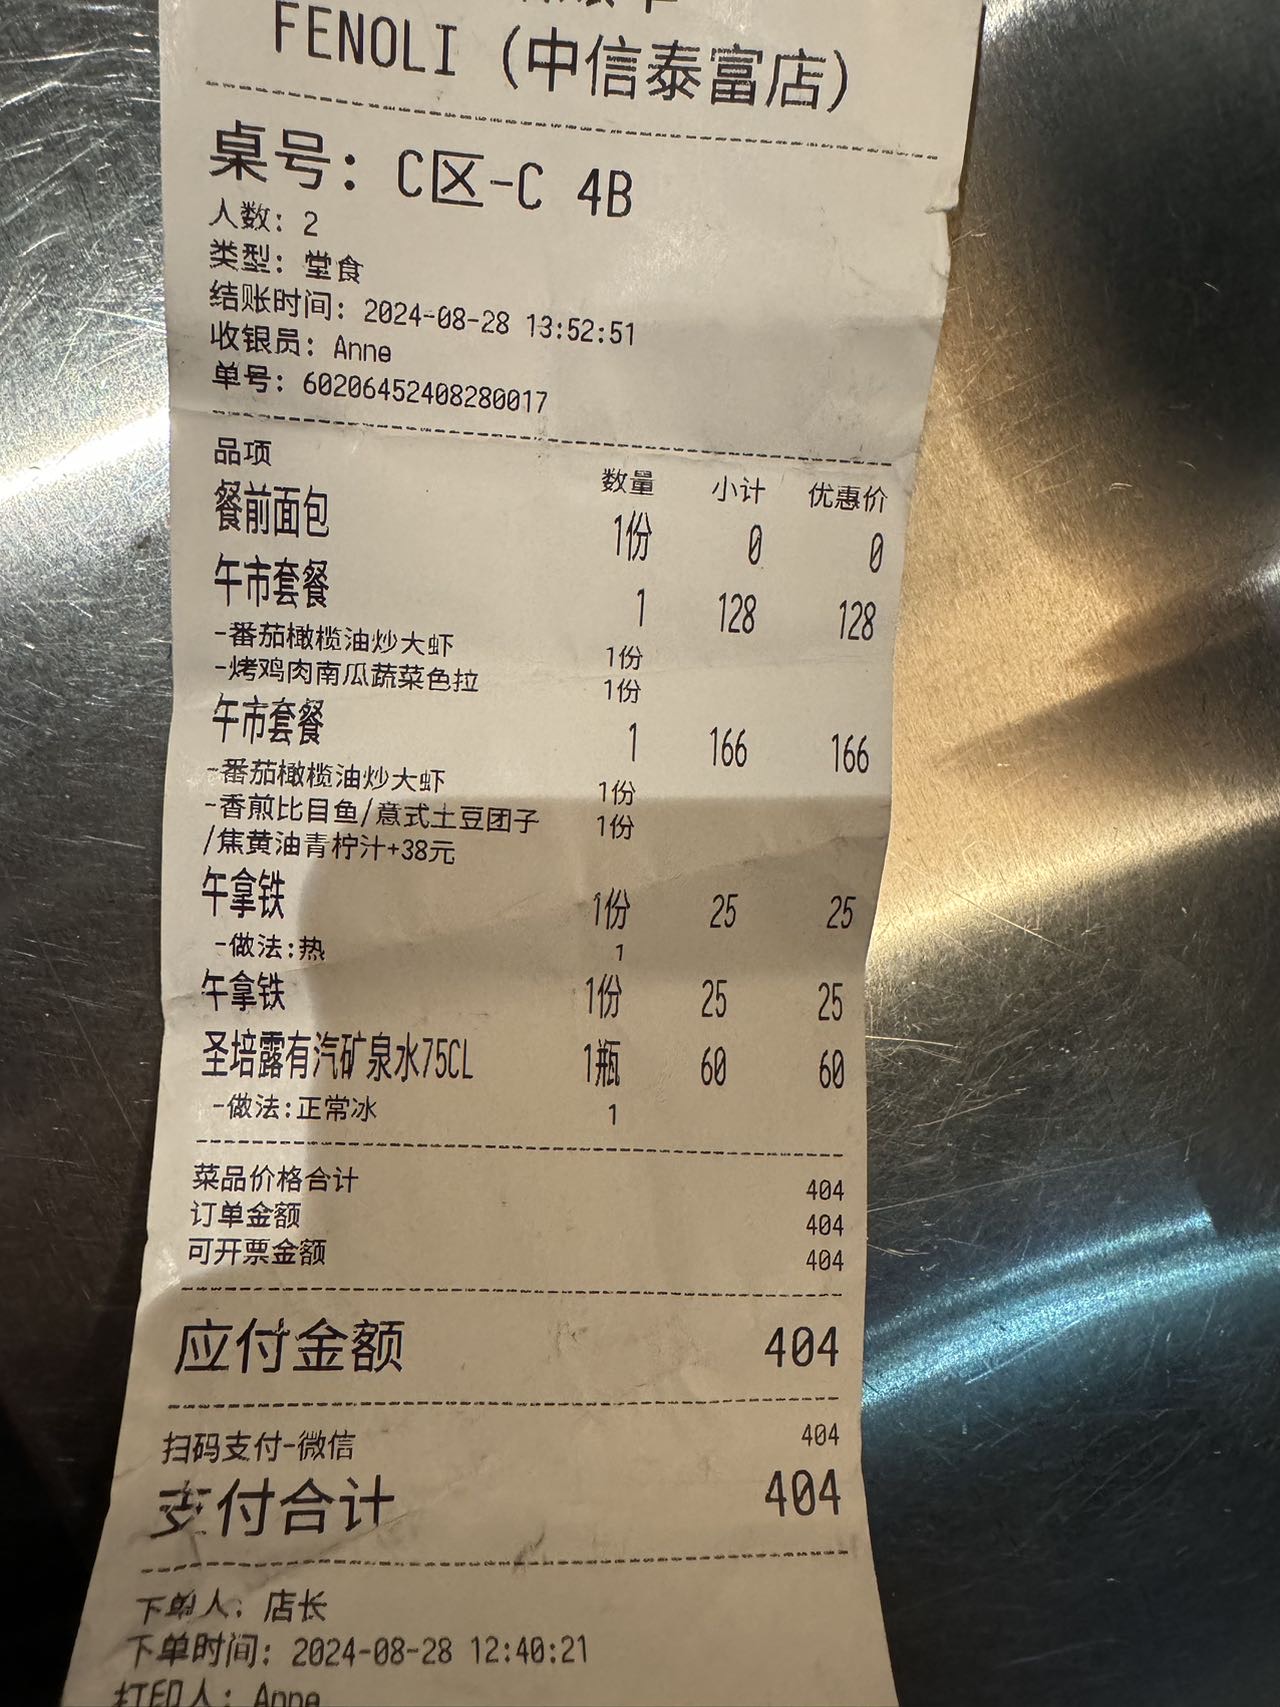 FENOLI (中信泰富店)
桌号: C区-C 4B
人数: 2
类型: 堂食
结账时间: 2024-08-28 13:52:51
收银员: Anne
单号: 60206452408280017
品项 数量 小计 优惠价
餐前面包 1份 0 0
午市套餐 1 128 128
-番茄橄榄油炒大虾 1份
-烤鸡肉南瓜蔬菜色拉 1份
午市套餐 1 166 166
-番茄橄榄油炒大虾 1份
-香煎比目鱼/意式土豆团子 1份
/焦黄油青柠汁+38元
午拿铁 1份 25 25
-做法:热 1
午拿铁 1份 25 25
圣培露有汽矿泉水75CL 1瓶 60 60
-做法:正常冰 1
菜品价格合计 404
订单金额 404
可开票金额 404
应付金额 404
扫码支付-微信 404
支付合计 404
下单人: 店长
下单时间: 2024-08-28 12:40:21
打印人: Anne